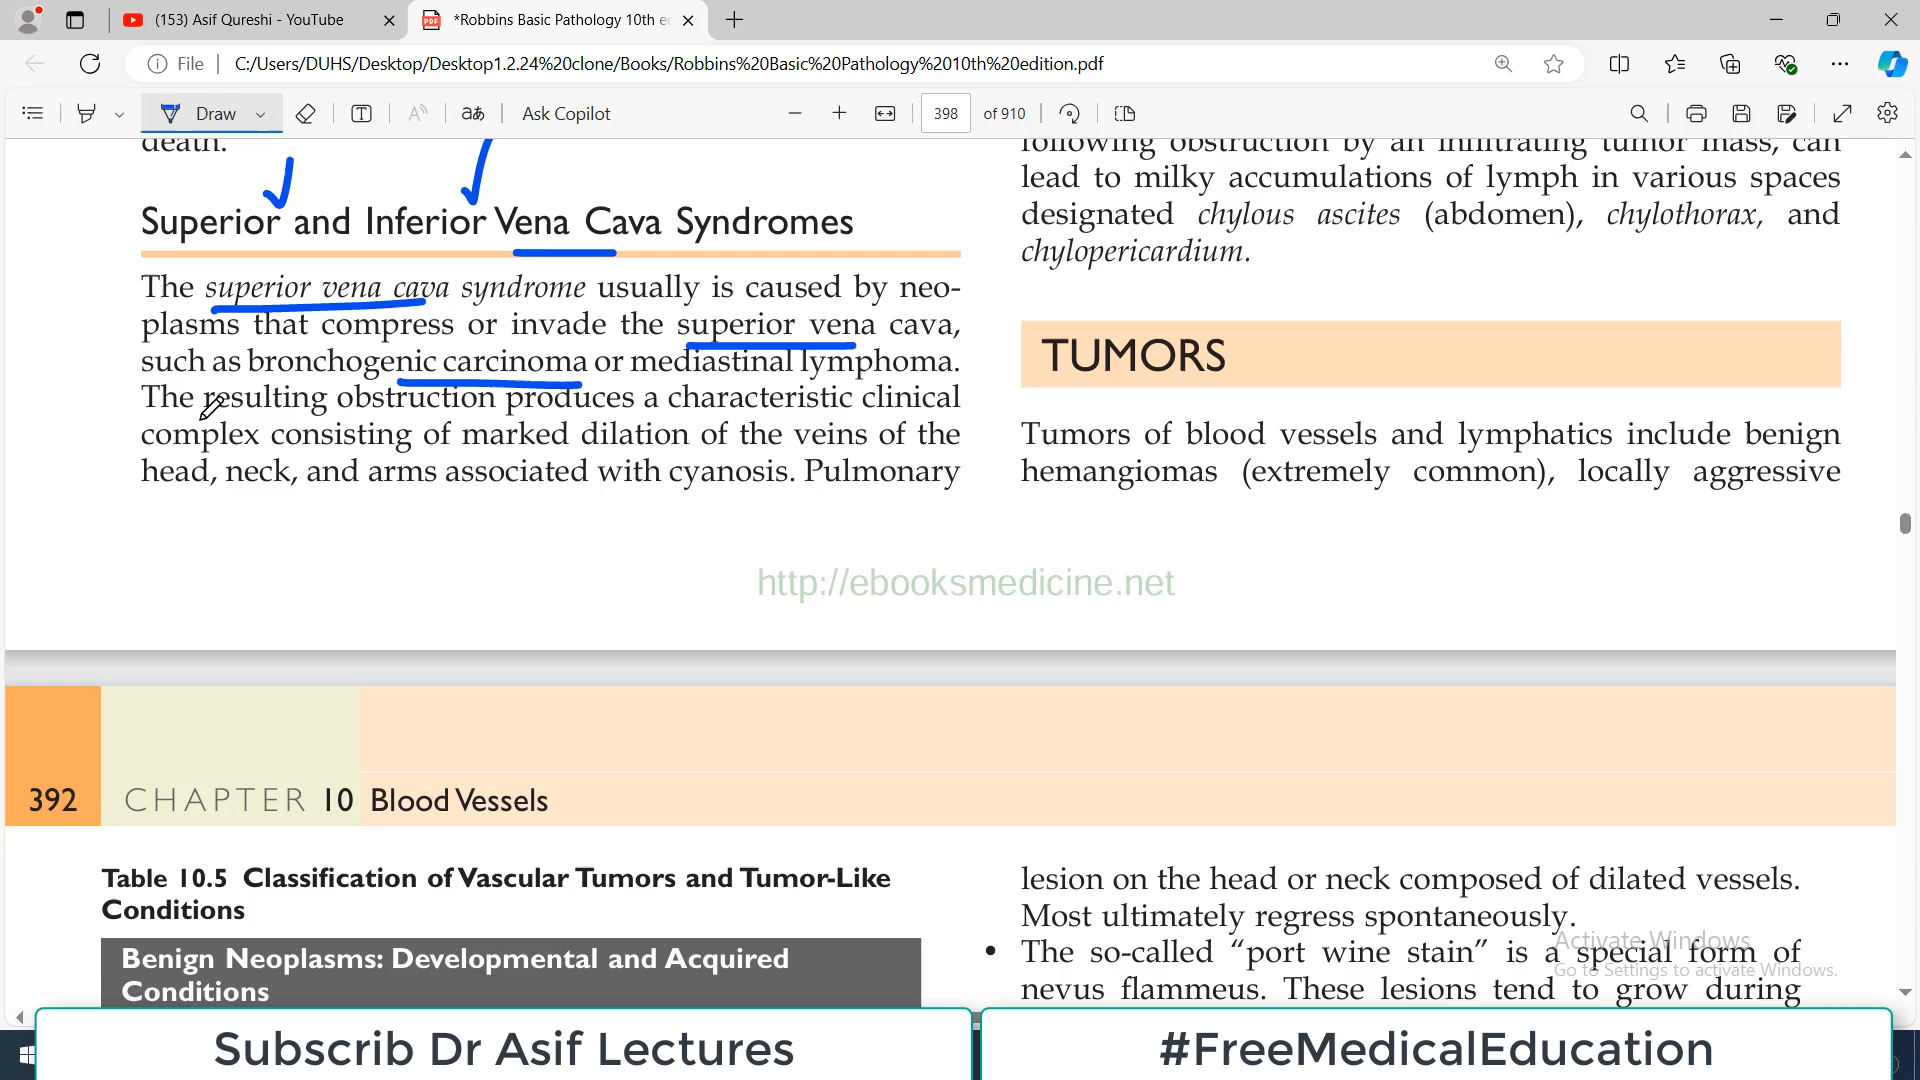 (153) Asif Qureshi - YouTube
*Robbins Basic Pathology 10th e
File
C:/Users/DUHS/Desktop/Desktop1.2.24%20clone/Books/Robbins%20Basic%20Pathology%2010th%20edition.pdf
Draw
Ask Copilot
398 of 910
death.
Superior and Inferior Vena Cava Syndromes
The superior vena cava syndrome usually is caused by neo-
plasms that compress or invade the superior vena cava,
such as bronchogenic carcinoma or mediastinal lymphoma.
The resulting obstruction produces a characteristic clinical
complex consisting of marked dilation of the veins of the
head, neck, and arms associated with cyanosis. Pulmonary
following obstruction by an infiltrating tumor mass, can
lead to milky accumulations of lymph in various spaces
designated chylous ascites (abdomen), chylothorax, and
chylopericardium.
TUMORS
Tumors of blood vessels and lymphatics include benign
hemangiomas (extremely common), locally aggressive
http://ebooksmedicine.net
392 CHAPTER 10 Blood Vessels
Table 10.5 Classification of Vascular Tumors and Tumor-Like
Conditions
Benign Neoplasms: Developmental and Acquired
Conditions
lesion on the head or neck composed of dilated vessels.
Most ultimately regress spontaneously.
• The so-called “port wine stain” is a special form of
nevus flammeus. These lesions tend to grow during
Activate Windows
Go to Settings to activate Windows.
Subscrib Dr Asif Lectures
#FreeMedicalEducation